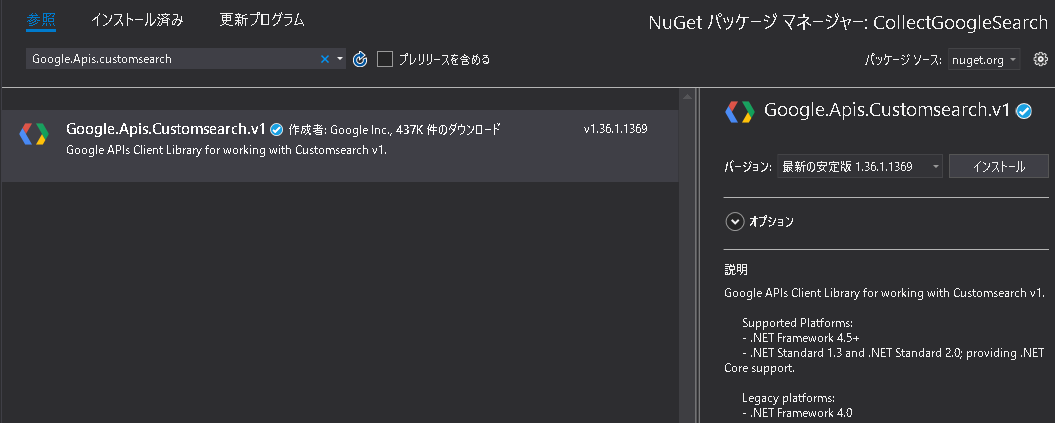 参照 インストール済み 更新プログラム
NuGet パッケージ マネージャー: CollectGoogleSearch
Google.Apis.customsearch
プレリリースを含める
パッケージ ソース: nuget.org
Google.Apis.Customsearch.v1 作成者: Google Inc., 437K 件のダウンロード v1.36.1.1369
Google APIs Client Library for working with Customsearch v1.
Google.Apis.Customsearch.v1
バージョン: 最新の安定版 1.36.1.1369 インストール
オプション
説明
Google APIs Client Library for working with Customsearch v1.
Supported Platforms:
- .NET Framework 4.5+
- .NET Standard 1.3 and .NET Standard 2.0; providing .NET
Core support.
Legacy platforms:
- .NET Framework 4.0